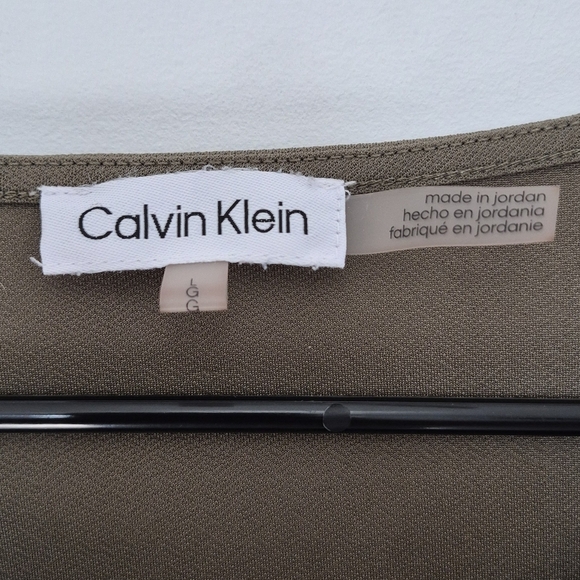 Calvin Klein
made in jordan
hecho en jordania
fabriqué en jordanie
LG
G
G